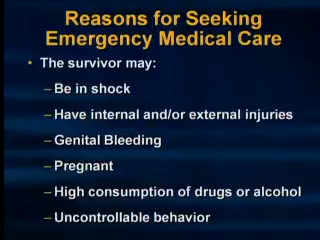 Reasons for Seeking
Emergency Medical Care
• The survivor may:
– Be in shock
– Have internal and/or external injuries
– Genital Bleeding
– Pregnant
– High consumption of drugs or alcohol
– Uncontrollable behavior